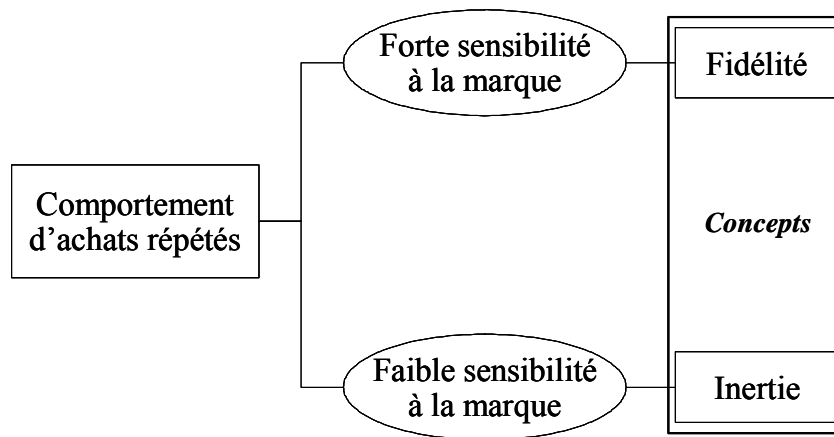 Forte sensibilité
à la marque
Fidélité
Comportement
d’achats répétés
Concepts
Faible sensibilité
à la marque
Inertie